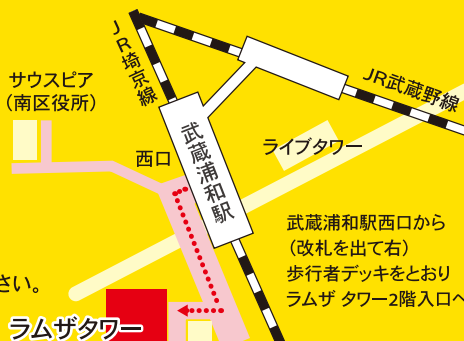 JR埼京線
サウスピア
（南区役所）
JR武蔵野線
武蔵浦和駅
西口
ライブタワー
武蔵浦和駅西口から
（改札を出て右）
歩行者デッキをとおり
ラムザ タワー2階入口へ
さい。
ラムザタワー